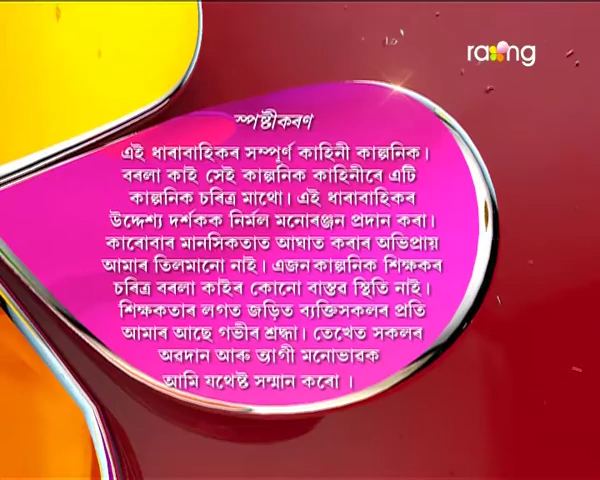 rang
স্পষ্টীকৰণ
এই ধাৰাবাহিকৰ সম্পূৰ্ণ কাহিনী কাল্পনিক।
বৰলা কাই সেই কাল্পনিক কাহিনীৰে এটি
কাল্পনিক চৰিত্ৰ মাথো। এই ধাৰাবাহিকৰ
উদ্দেশ্য দৰ্শকক নিৰ্মল মনোৰঞ্জন প্ৰদান কৰা।
কাৰোবাৰ মানসিকতাত আঘাত কৰাৰ অভিপ্ৰায়
আমাৰ তিলমানো নাই। এজন কাল্পনিক শিক্ষকৰ
চৰিত্ৰ বৰলা কাইৰ কোনো বাস্তৱ স্থিতি নাই।
শিক্ষকতাৰ লগত জড়িত ব্যক্তিসকলৰ প্ৰতি
আমাৰ আছে গভীৰ শ্ৰদ্ধা। তেখেত সকলৰ
অৱদান আৰু ত্যাগী মনোভাৱক
আমি যথেষ্ট সন্মান কৰো ।